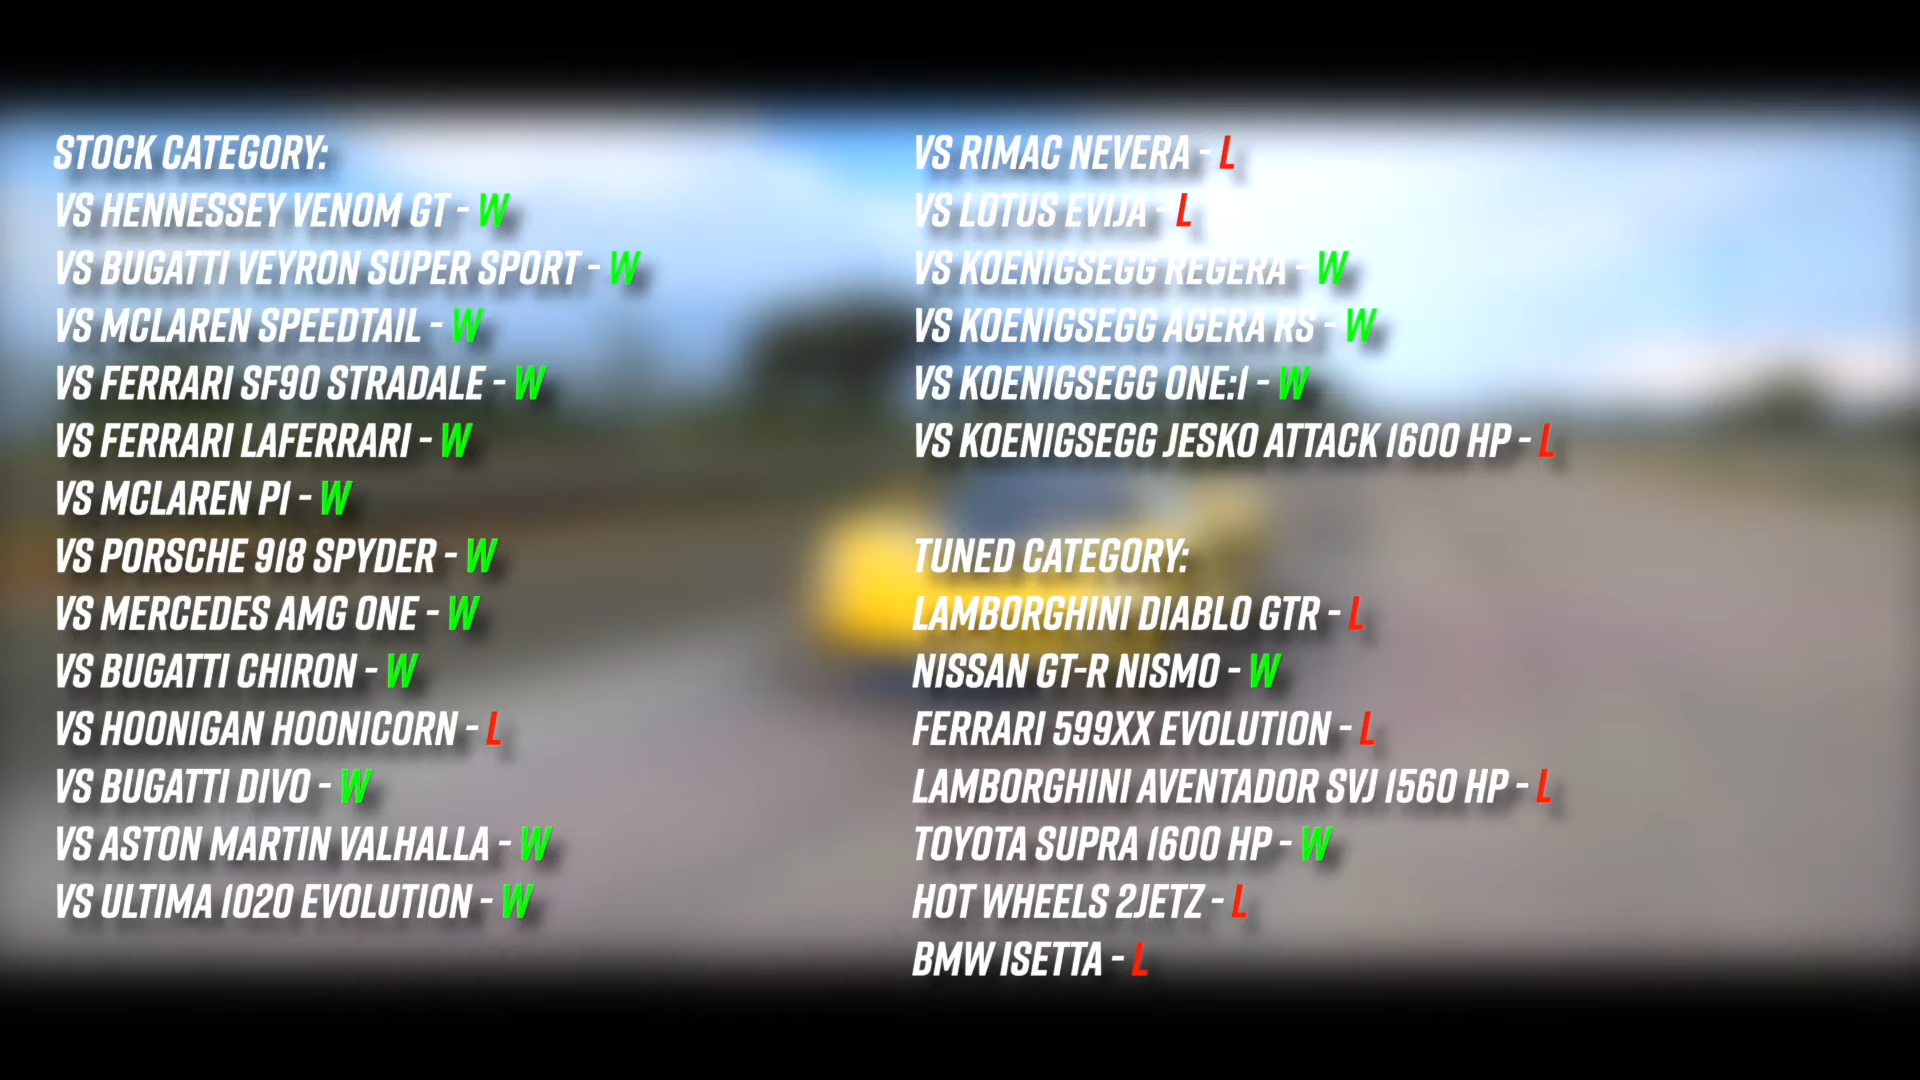 STOCK CATEGORY:
VS HENNESSEY VENOM GT - W
VS BUGATTI VEYRON SUPER SPORT - W
VS MCLAREN SPEEDTAIL - W
VS FERRARI SF90 STRADALE - W
VS FERRARI LAFERRARI - W
VS MCLAREN P1 - W
VS PORSCHE 918 SPYDER - W
VS MERCEDES AMG ONE - W
VS BUGATTI CHIRON - W
VS HOONIGAN HOONICORN - L
VS BUGATTI DIVO - W
VS ASTON MARTIN VALHALLA - W
VS ULTIMA 1020 EVOLUTION - W
VS RIMAC NEVERA - L
VS LOTUS EVIJA - L
VS KOENIGSEGG REGERA - W
VS KOENIGSEGG AGERA RS - W
VS KOENIGSEGG ONE:1 - W
VS KOENIGSEGG JESKO ATTACK 1600 HP - L
TUNED CATEGORY:
LAMBORGHINI DIABLO GTR - L
NISSAN GT-R NISMO - W
FERRARI 599XX EVOLUTION - L
LAMBORGHINI AVENTADOR SVJ 1560 HP - L
TOYOTA SUPRA 1600 HP - W
HOT WHEELS 2JETZ - L
BMW ISETTA - L